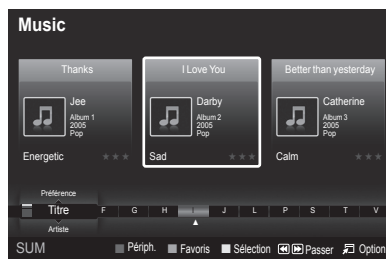 Music
Thanks
I Love You
Better than yesterday
Jee
Album 1
2005
Pop
Darby
Album 2
2005
Pop
Catherine
Album 3
2005
Pop
Energetic
Sad
Calm
Préférence
Titre F G H I J L P S T V
Artiste
SUM Périph. Favoris Sélection Passer Option